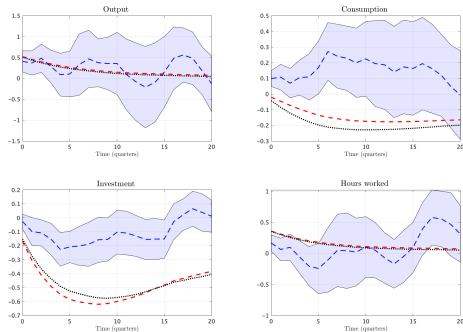 Output
1.5
1
0.5
0
-0.5
-1
-1.5
0 5 10 15 20
Time (quarters)
Consumption
0.5
0.4
0.3
0.2
0.1
0
-0.1
-0.2
-0.3
0 5 10 15 20
Time (quarters)
Investment
0.2
0.1
0
-0.1
-0.2
-0.3
-0.4
-0.5
-0.6
-0.7
0 5 10 15 20
Time (quarters)
Hours worked
1
0.5
0
-0.5
-1
0 5 10 15 20
Time (quarters)